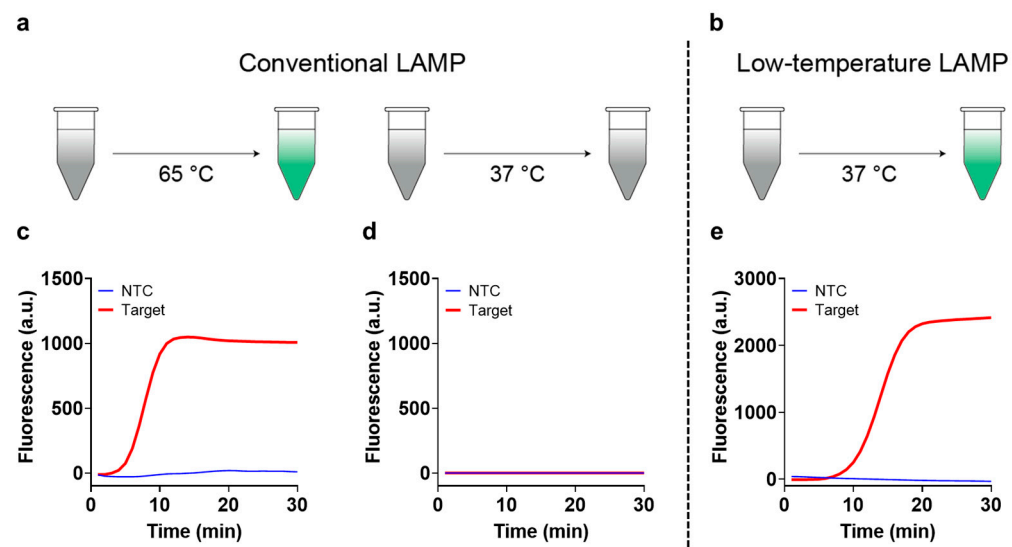 a
Conventional LAMP
65 °C
37 °C
b
Low-temperature LAMP
37 °C
c
1500
1000
500
0
Fluorescence (a.u.)
NTC
Target
0 10 20 30
Time (min)
d
1500
1000
500
0
Fluorescence (a.u.)
NTC
Target
0 10 20 30
Time (min)
e
3000
2000
1000
0
Fluorescence (a.u.)
NTC
Target
0 10 20 30
Time (min)